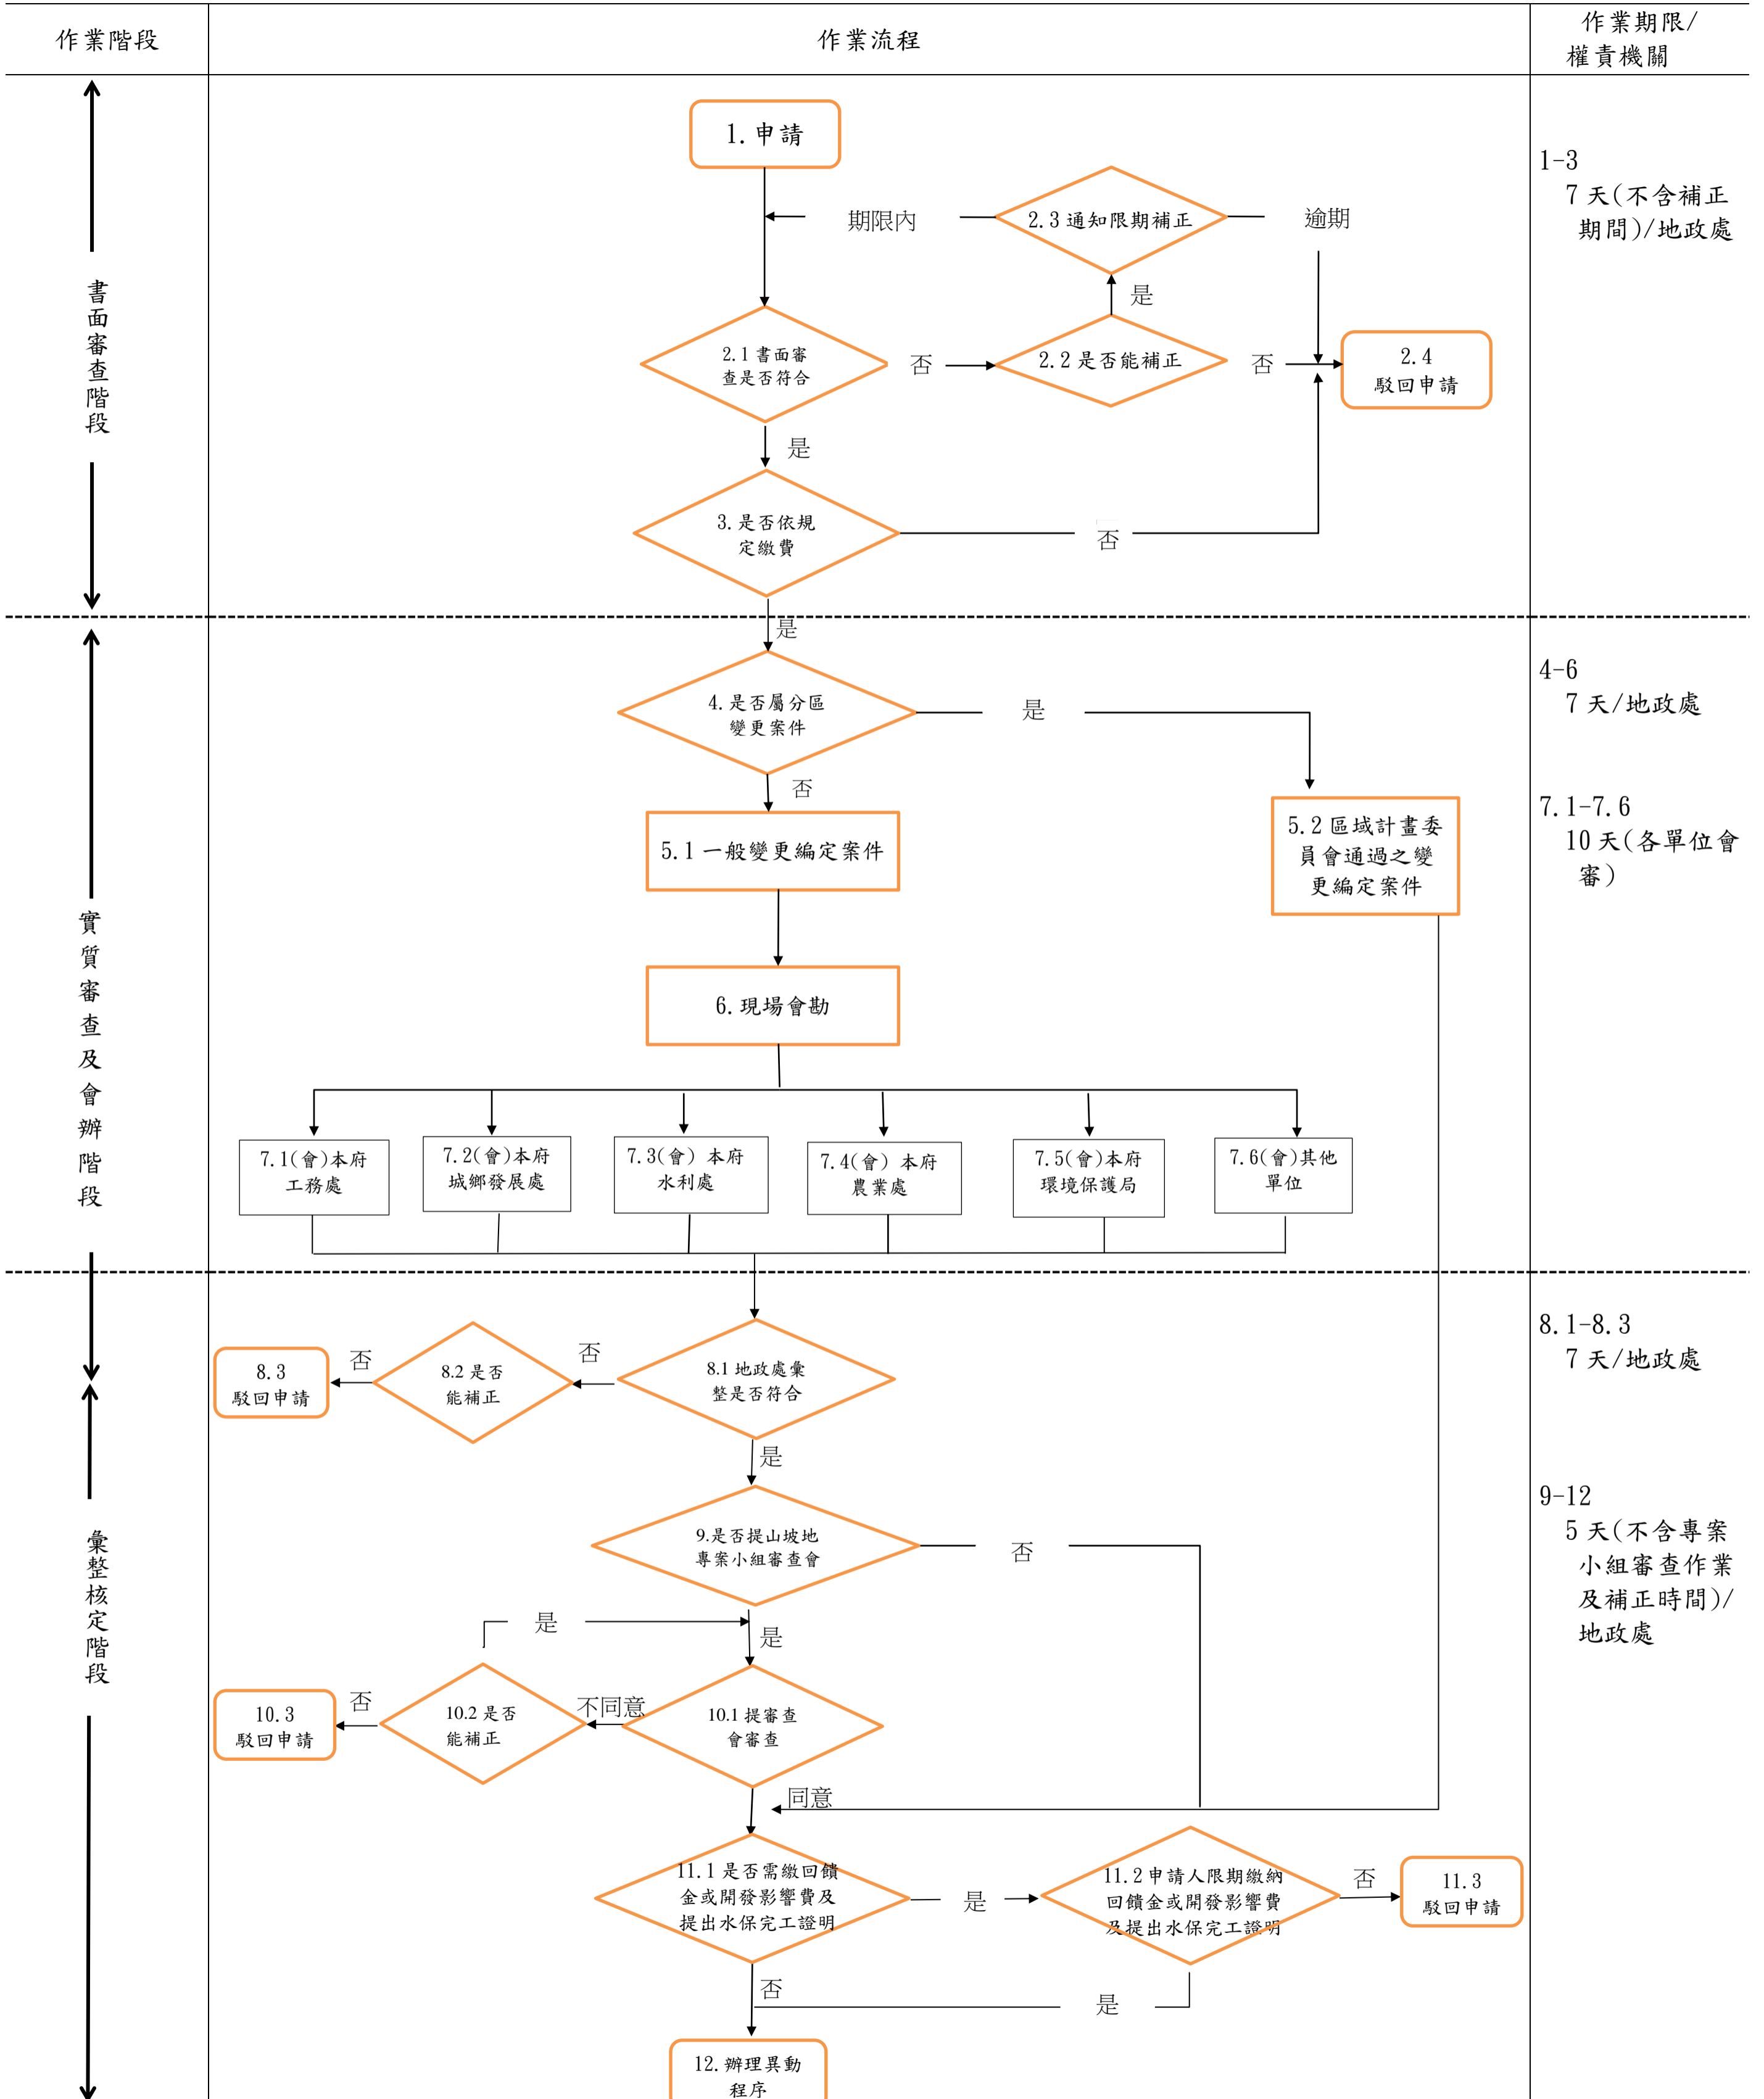 作業階段
作業流程
作業期限/
權責機關
書面審查階段
1.申請
期限內
2.3 通知限期補正
逾期
是
2.1 書面審
查是否符合
否
2.2 是否能補正
否
2.4
駁回申請
是
3.是否依規
定繳費
否
1-3
7 天(不含補正
期間)/地政處
實質審查及會辦階段
是
4.是否屬分區
變更案件
是
否
5.1 一般變更編定案件
5.2 區域計畫委
員會通過之變
更編定案件
6.現場會勘
7.1(會)本府
工務處
7.2(會)本府
城鄉發展處
7.3(會) 本府
水利處
7.4(會) 本府
農業處
7.5(會)本府
環境保護局
7.6(會)其他
單位
4-6
7 天/地政處
7.1-7.6
10 天(各單位會
審)
彙整核定階段
8.3
駁回申請
否
8.2 是否
能補正
否
8.1 地政處彙
整是否符合
是
9.是否提山坡地
專案小組審查會
否
是
是
10.3
駁回申請
否
10.2 是否
能補正
不同意
10.1 提審查
會審查
同意
11.1 是否需繳回饋
金或開發影響費及
提出水保完工證明
是
11.2 申請人限期繳納
回饋金或開發影響費
及提出水保完工證明
否
11.3
駁回申請
否
是
12.辦理異動
程序
8.1-8.3
7 天/地政處
9-12
5 天(不含專案
小組審查作業
及補正時間)/
地政處